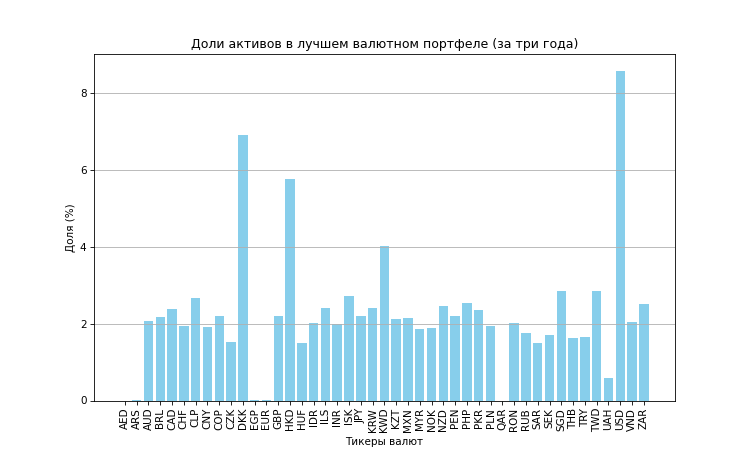 Доли активов в лучшем валютном портфеле (за три года)
Доля (%)
8
6
4
2
0
AED
ARS
AUD
BRL
CAD
CHF
CLP
CNY
COP
CZK
DKK
EGP
EUR
GBP
HKD
HUF
IDR
ILS
INR
ISK
JPY
KRW
KWD
KZT
MXN
MYR
NOK
NZD
PEN
PHP
PKR
PLN
QAR
RON
RUB
SAR
SEK
SGD
THB
TRY
TWD
UAH
USD
VND
ZAR
Тикеры валют